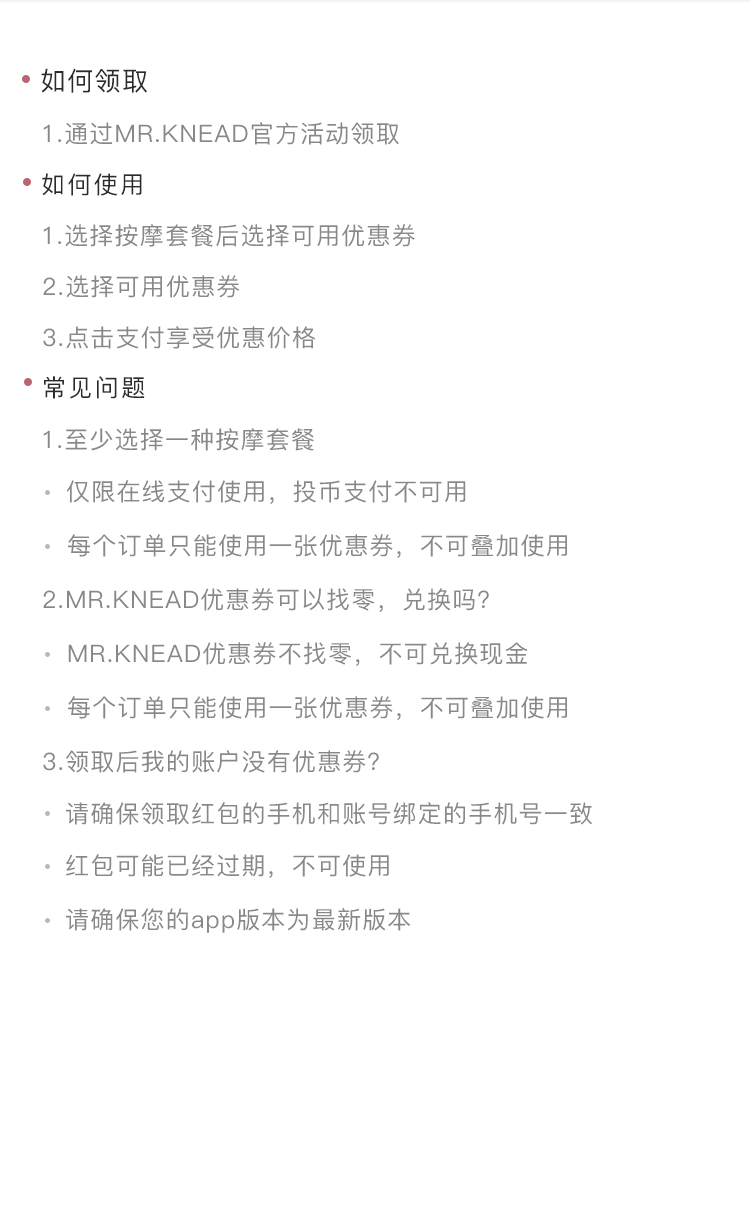 • 如何领取
1.通过MR.KNEAD官方活动领取
• 如何使用
1.选择按摩套餐后选择可用优惠券
2.选择可用优惠券
3.点击支付享受优惠价格
• 常见问题
1.至少选择一种按摩套餐
• 仅限在线支付使用，投币支付不可用
• 每个订单只能使用一张优惠券，不可叠加使用
2.MR.KNEAD优惠券可以找零，兑换吗？
• MR.KNEAD优惠券不找零，不可兑换现金
• 每个订单只能使用一张优惠券，不可叠加使用
3.领取后我的账户没有优惠券？
• 请确保领取红包的手机和账号绑定的手机号一致
• 红包可能已经过期，不可使用
• 请确保您的app版本为最新版本